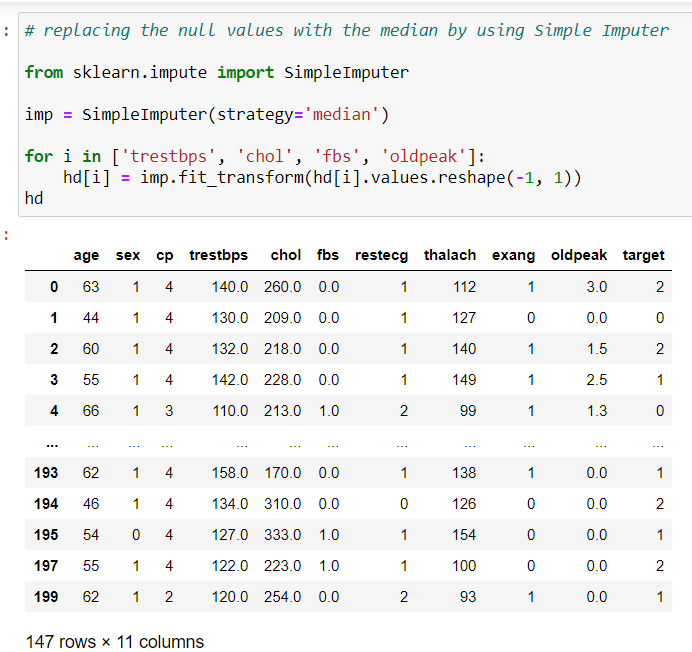 : # replacing the null values with the median by using Simple Imputer
from sklearn.impute import SimpleImputer
imp = SimpleImputer(strategy='median')
for i in ['trestbps', 'chol', 'fbs', 'oldpeak']:
    hd[i] = imp.fit_transform(hd[i].values.reshape(-1, 1))
hd
:
age sex cp trestbps chol fbs restecg thalach exang oldpeak target
0 63 1 4 140.0 260.0 0.0 1 112 1 3.0 2
1 44 1 4 130.0 209.0 0.0 1 127 0 0.0 0
2 60 1 4 132.0 218.0 0.0 1 140 1 1.5 2
3 55 1 4 142.0 228.0 0.0 1 149 1 2.5 1
4 66 1 3 110.0 213.0 1.0 2 99 1 1.3 0
... ... ... ... ... ... ... ... ... ... ... ...
193 62 1 4 158.0 170.0 0.0 1 138 1 0.0 1
194 46 1 4 134.0 310.0 0.0 0 126 0 0.0 2
195 54 0 4 127.0 333.0 1.0 1 154 0 0.0 1
197 55 1 4 122.0 223.0 1.0 1 100 0 0.0 2
199 62 1 2 120.0 254.0 0.0 2 93 1 0.0 1
147 rows × 11 columns